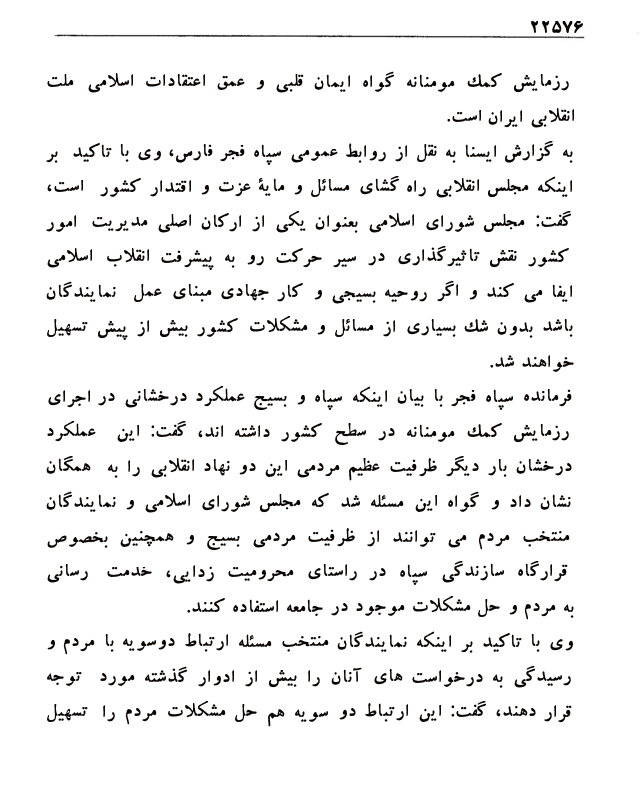 ۲۲۵۷۶
رزمایش کمك مومنانه گواه ایمان قلبی و عمق اعتقادات اسلامی ملت
انقلابی ایران است.
به گزارش ایسنا به نقل از روابط عمومی سپاه فجر فارس، وی با تاکید بر
اینکه مجلس انقلابی راه گشای مسائل و مایۀ عزت و اقتدار کشور است،
گفت: مجلس شورای اسلامی بعنوان یکی از ارکان اصلی مدیریت امور
کشور نقش تاثیرگذاری در سیر حرکت رو به پیشرفت انقلاب اسلامی
ایفا می کند و اگر روحیه بسیجی و کار جهادی مبنای عمل نمایندگان
باشد بدون شك بسیاری از مسائل و مشکلات کشور بیش از پیش تسهیل
خواهند شد.
فرمانده سپاه فجر با بیان اینکه سپاه و بسیج عملکرد درخشانی در اجرای
رزمایش کمك مومنانه در سطح کشور داشته اند، گفت: این عملکرد
درخشان بار دیگر ظرفیت عظیم مردمی این دو نهاد انقلابی را به همگان
نشان داد و گواه این مسئله شد که مجلس شورای اسلامی و نمایندگان
منتخب مردم می توانند از ظرفیت مردمی بسیج و همچنین بخصوص
قرارگاه سازندگی سپاه در راستای محرومیت زدایی، خدمت رسانی
به مردم و حل مشکلات موجود در جامعه استفاده کنند.
وی با تاکید بر اینکه نمایندگان منتخب مسئله ارتباط دوسویه با مردم و
رسیدگی به درخواست های آنان را بیش از ادوار گذشته مورد توجه
قرار دهند، گفت: این ارتباط دو سویه هم حل مشکلات مردم را تسهیل